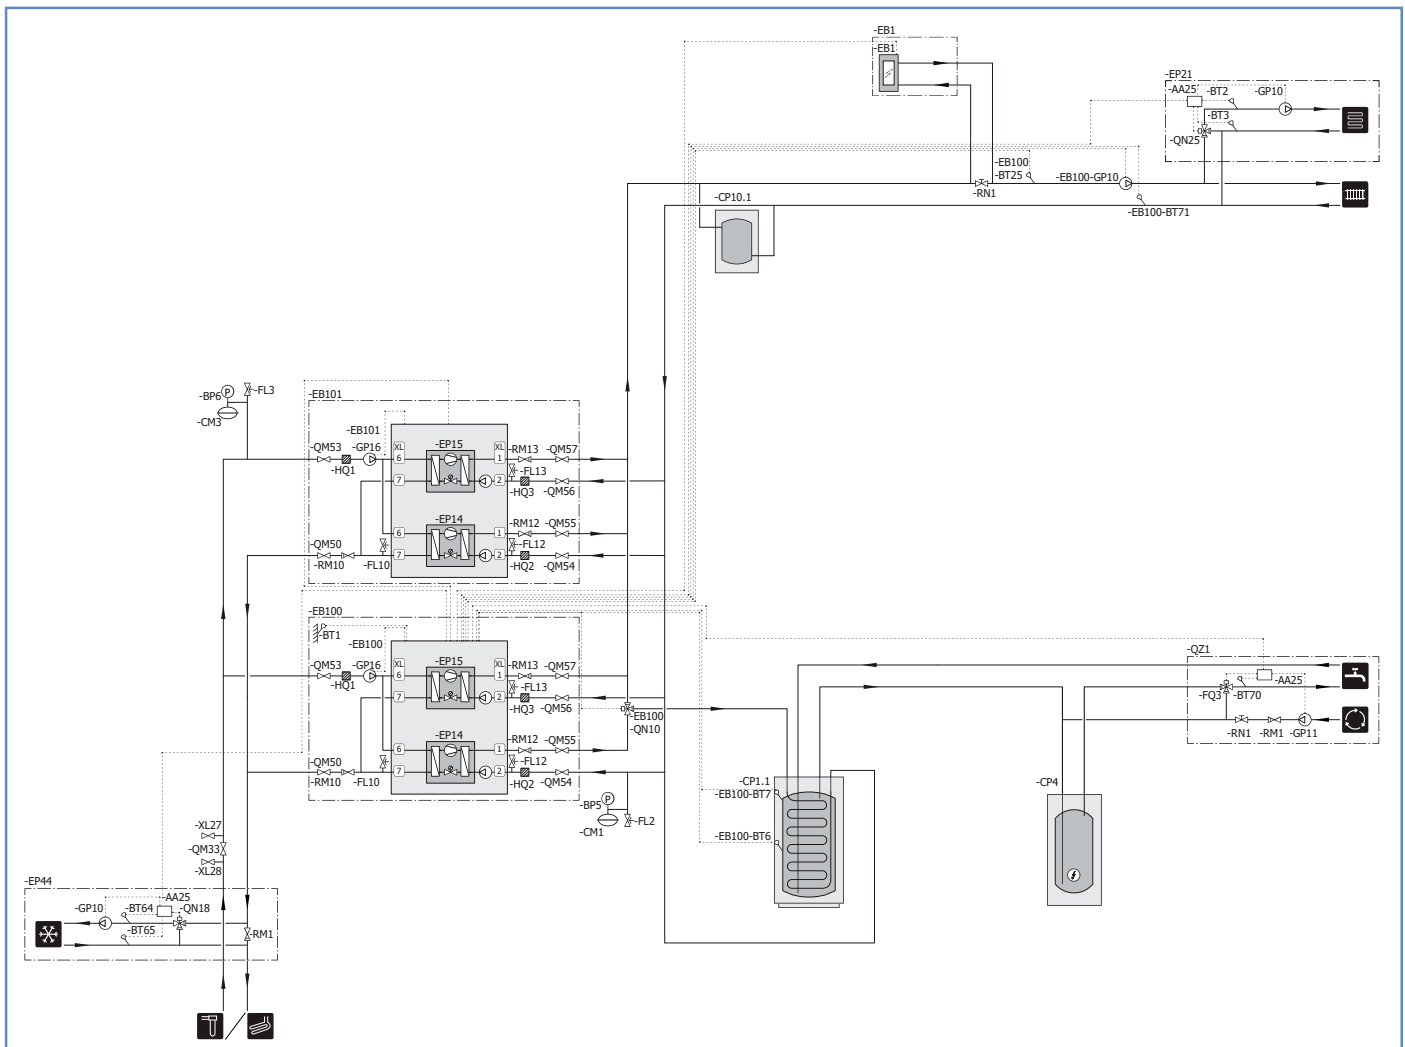 -EB1
-EB1
-EP21
-AA25
-BT2
-GP10
-BT3
-QN25
-EB100
-BT25
-EB100-GP10
-RN1
-CP10.1
-EB100-BT71
-BP6
P
-FL3
-CM3
-EB101
-EB101
-QM53
-GP16
-HQ1
XL
6
7
-EP15
XL
1
2
-RM13
-QM57
-FL13
-HQ3
-QM56
-EP14
6
7
1
2
-RM12
-QM55
-FL12
-HQ2
-QM54
-QM50
-RM10
-FL10
-EB100
-BT1
-EB100
-QM53
-GP16
-HQ1
XL
6
7
-EP15
XL
1
2
-RM13
-QM57
-FL13
-HQ3
-QM56
-EB100
-QN10
-EP14
6
7
1
2
-RM12
-QM55
-FL12
-HQ2
-QM54
-QM50
-RM10
-FL10
-BP5
P
-CM1
-FL2
-QZ1
-AA25
-FQ3
-BT70
-RN1
-RM1
-GP11
-CP1.1
-EB100-BT7
-EB100-BT6
-CP4
-XL27
-QM33
-XL28
-EP44
-AA25
-GP10
-BT64
-QN18
-BT65
-RM1